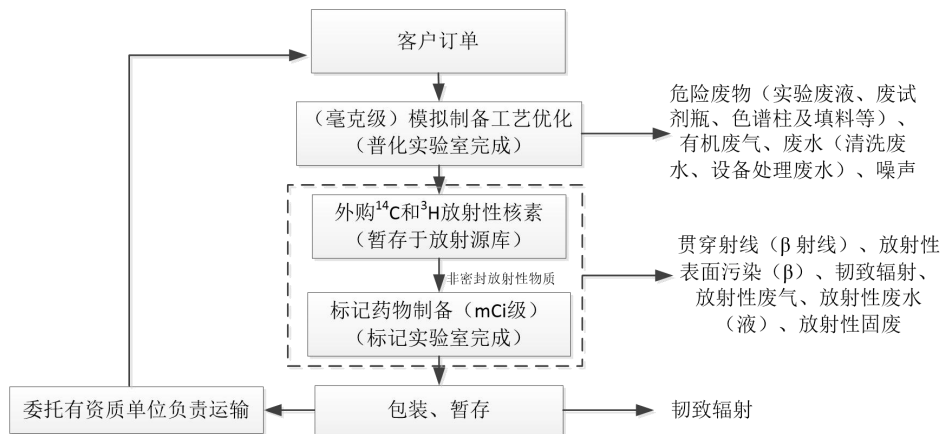 客户订单
（毫克级）模拟制备工艺优化
（普化实验室完成）
危险废物（实验废液、废试
剂瓶、色谱柱及填料等）、
有机废气、废水（清洗废
水、设备处理废水）、噪声
外购¹⁴C和³H放射性核素
（暂存于放射源库）
非密封放射性物质
标记药物制备（mCi级）
（标记实验室完成）
贯穿射线（β射线）、放射性
表面污染（β）、韧致辐射、
放射性废气、放射性废水
（液）、放射性固废
委托有资质单位负责运输
包装、暂存
韧致辐射